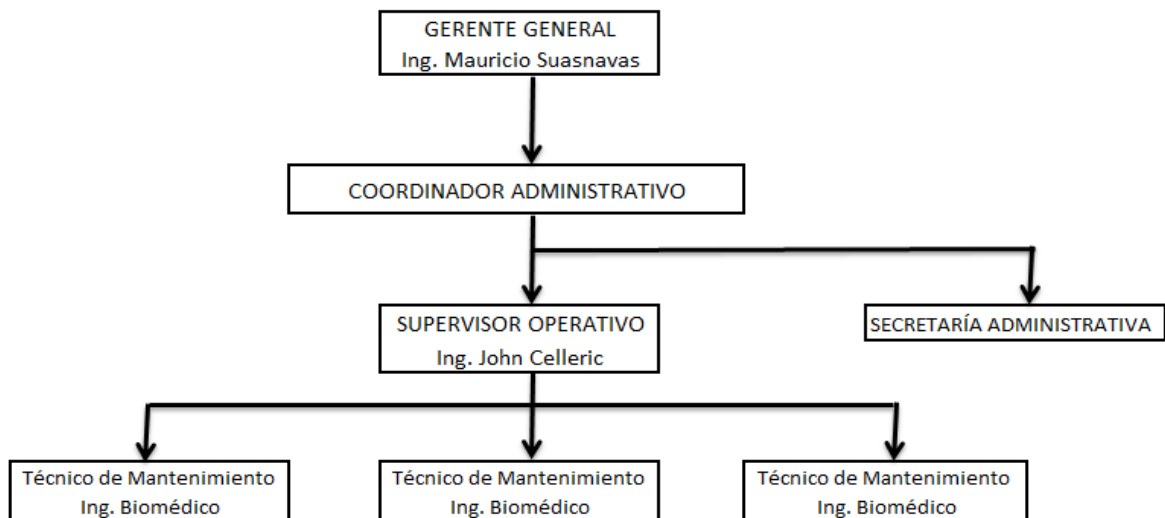 GERENTE GENERAL
Ing. Mauricio Suasnavas
COORDINADOR ADMINISTRATIVO
SUPERVISOR OPERATIVO
Ing. John Celleric
SECRETARÍA ADMINISTRATIVA
Técnico de Mantenimiento
Ing. Biomédico
Técnico de Mantenimiento
Ing. Biomédico
Técnico de Mantenimiento
Ing. Biomédico